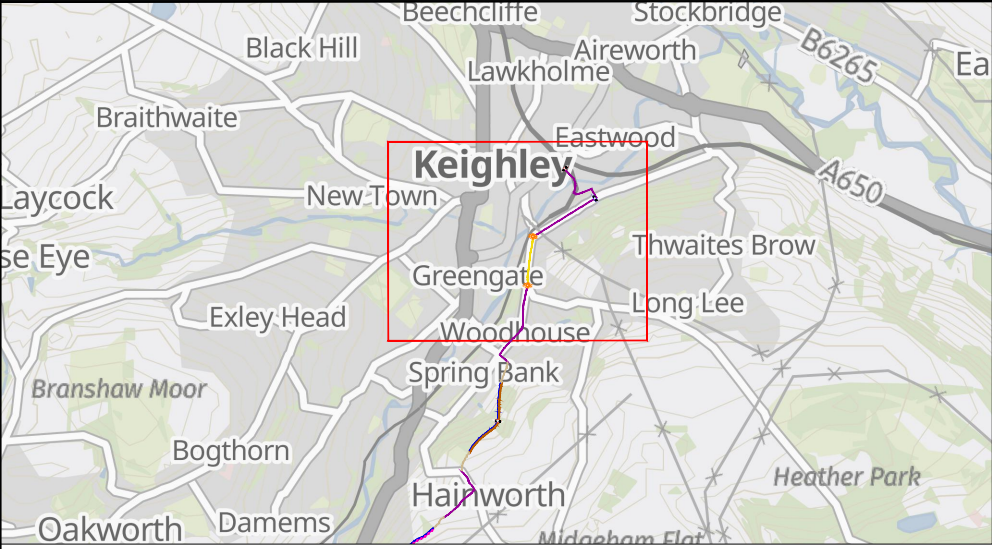 Beechcliffe
Stockbridge
Black Hill
Aireworth
B6265
Ea
Lawkholme
Braithwaite
Eastwood
Keighley
A650
Laycock
New Town
se Eye
Thwaites Brow
Greengate
Long Lee
Exley Head
Woodhouse
Spring Bank
Branshaw Moor
Bogthorn
Heather Park
Hainworth
Oakworth
Damems
Midgeham Flat